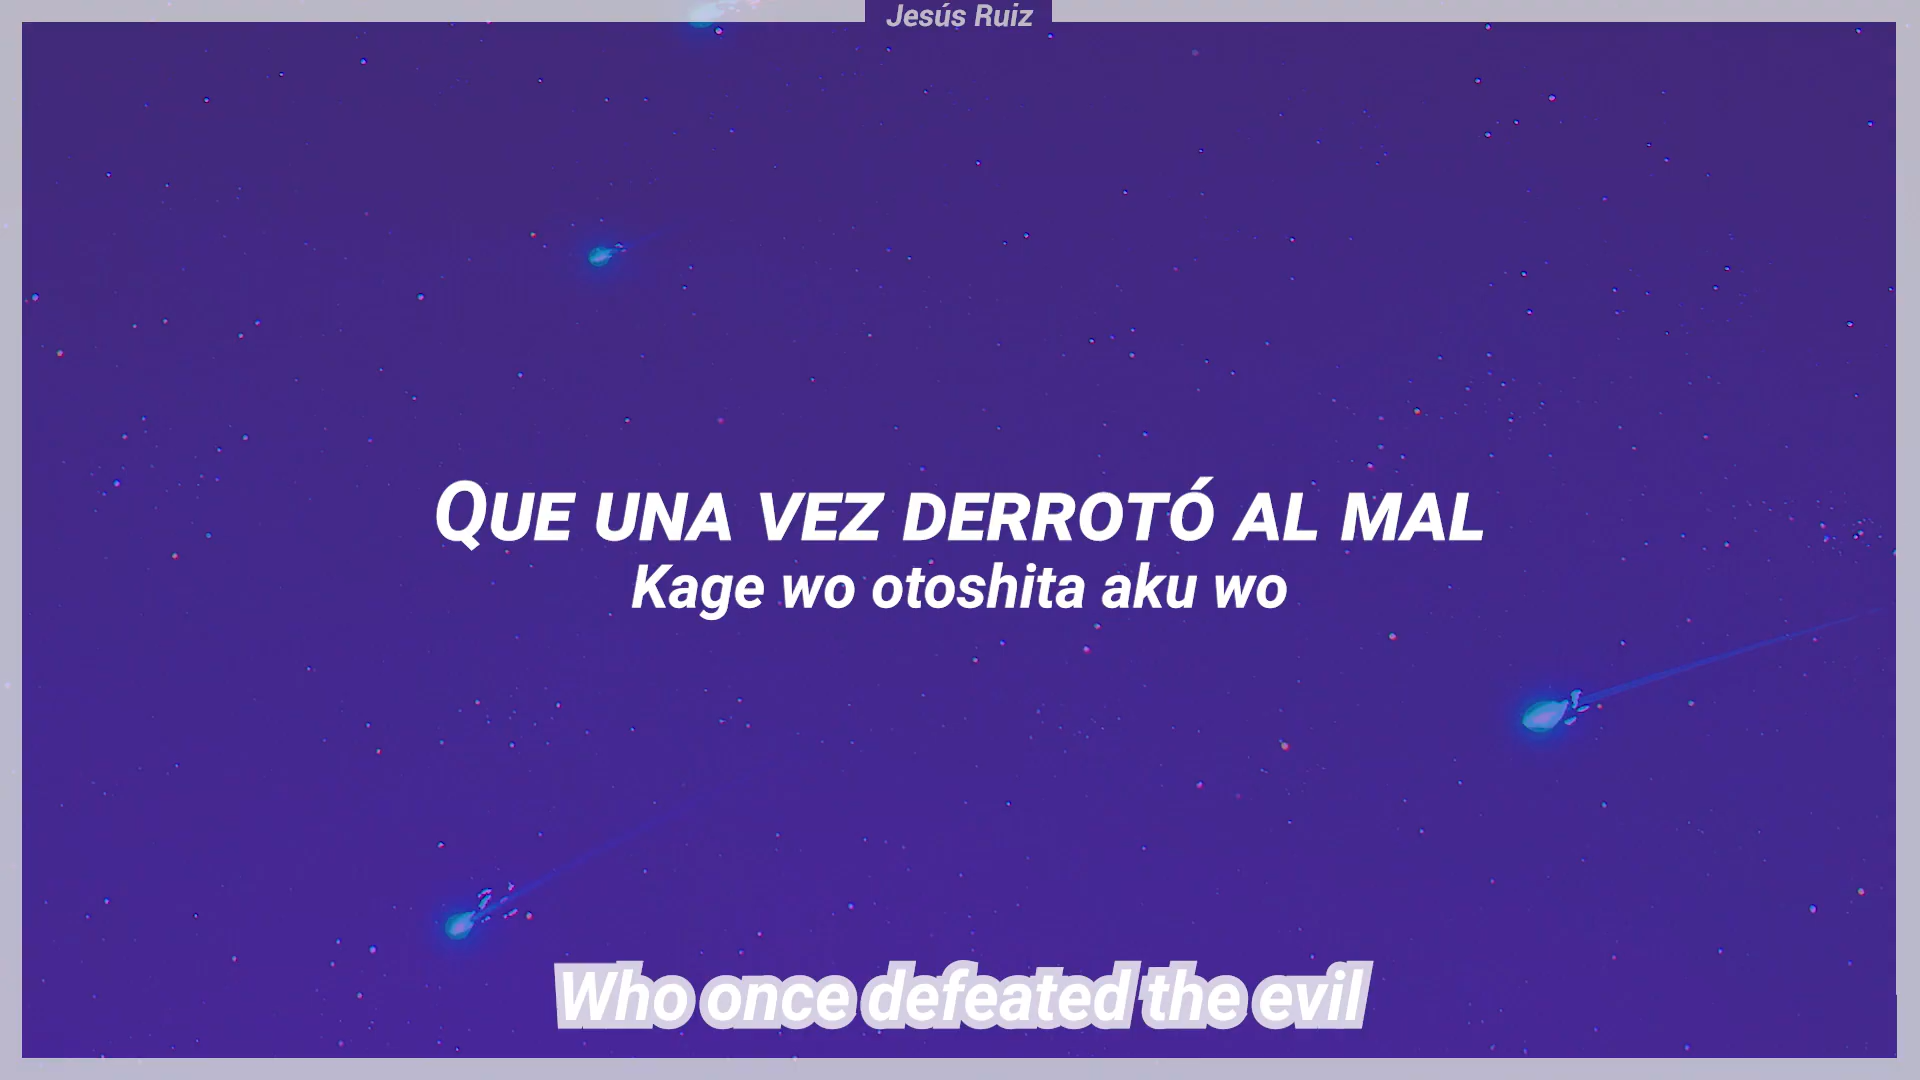 Jesús Ruiz
QUE UNA VEZ DERROTÓ AL MAL
Kage wo otoshita aku wo
Who once defeated the evil